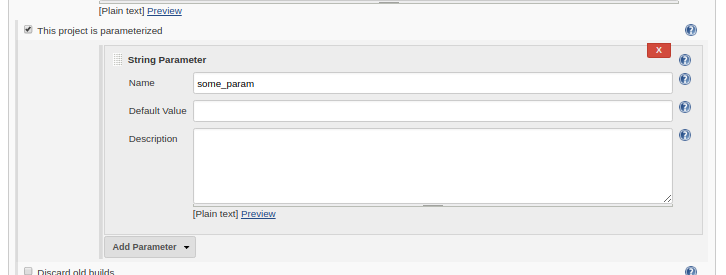 [Plain text] Preview
This project is parameterized
X
String Parameter
Name some_param
Default Value
Description
[Plain text] Preview
Add Parameter
Discard old builds